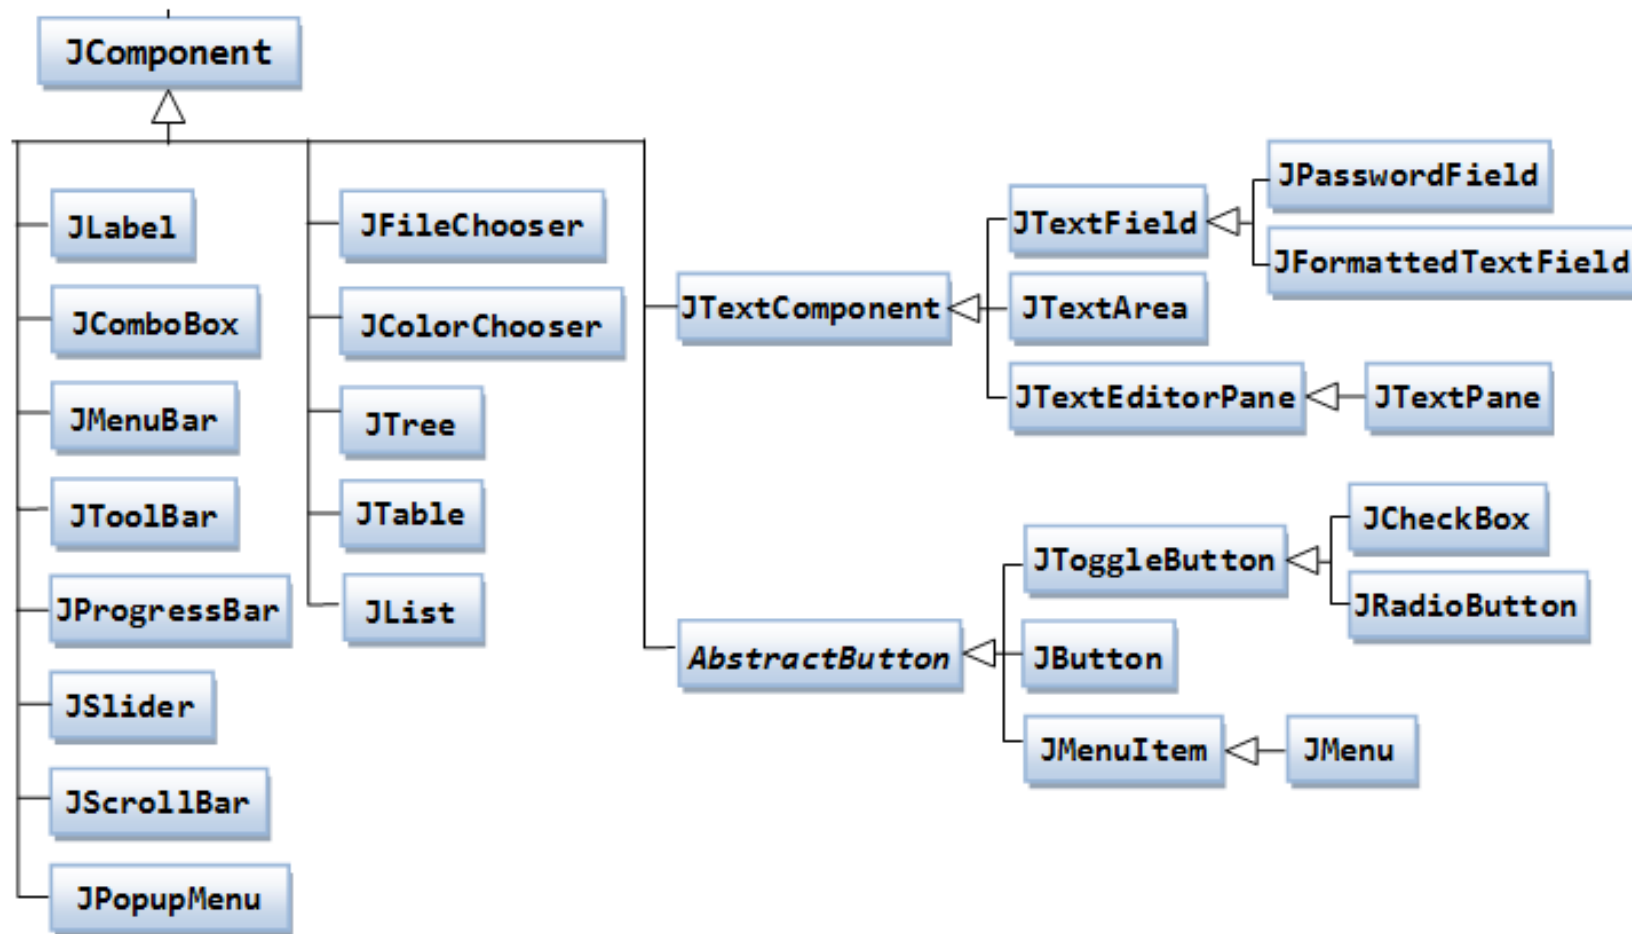 JComponent
JLabel
JComboBox
JMenuBar
JToolBar
JProgressBar
JSlider
JScrollBar
JPopupMenu
JFileChooser
JColorChooser
JTree
JTable
JList
JTextComponent
JTextField
JPasswordField
JFormattedTextField
JTextArea
JTextEditorPane
JTextPane
AbstractButton
JToggleButton
JCheckBox
JRadioButton
JButton
JMenuItem
JMenu